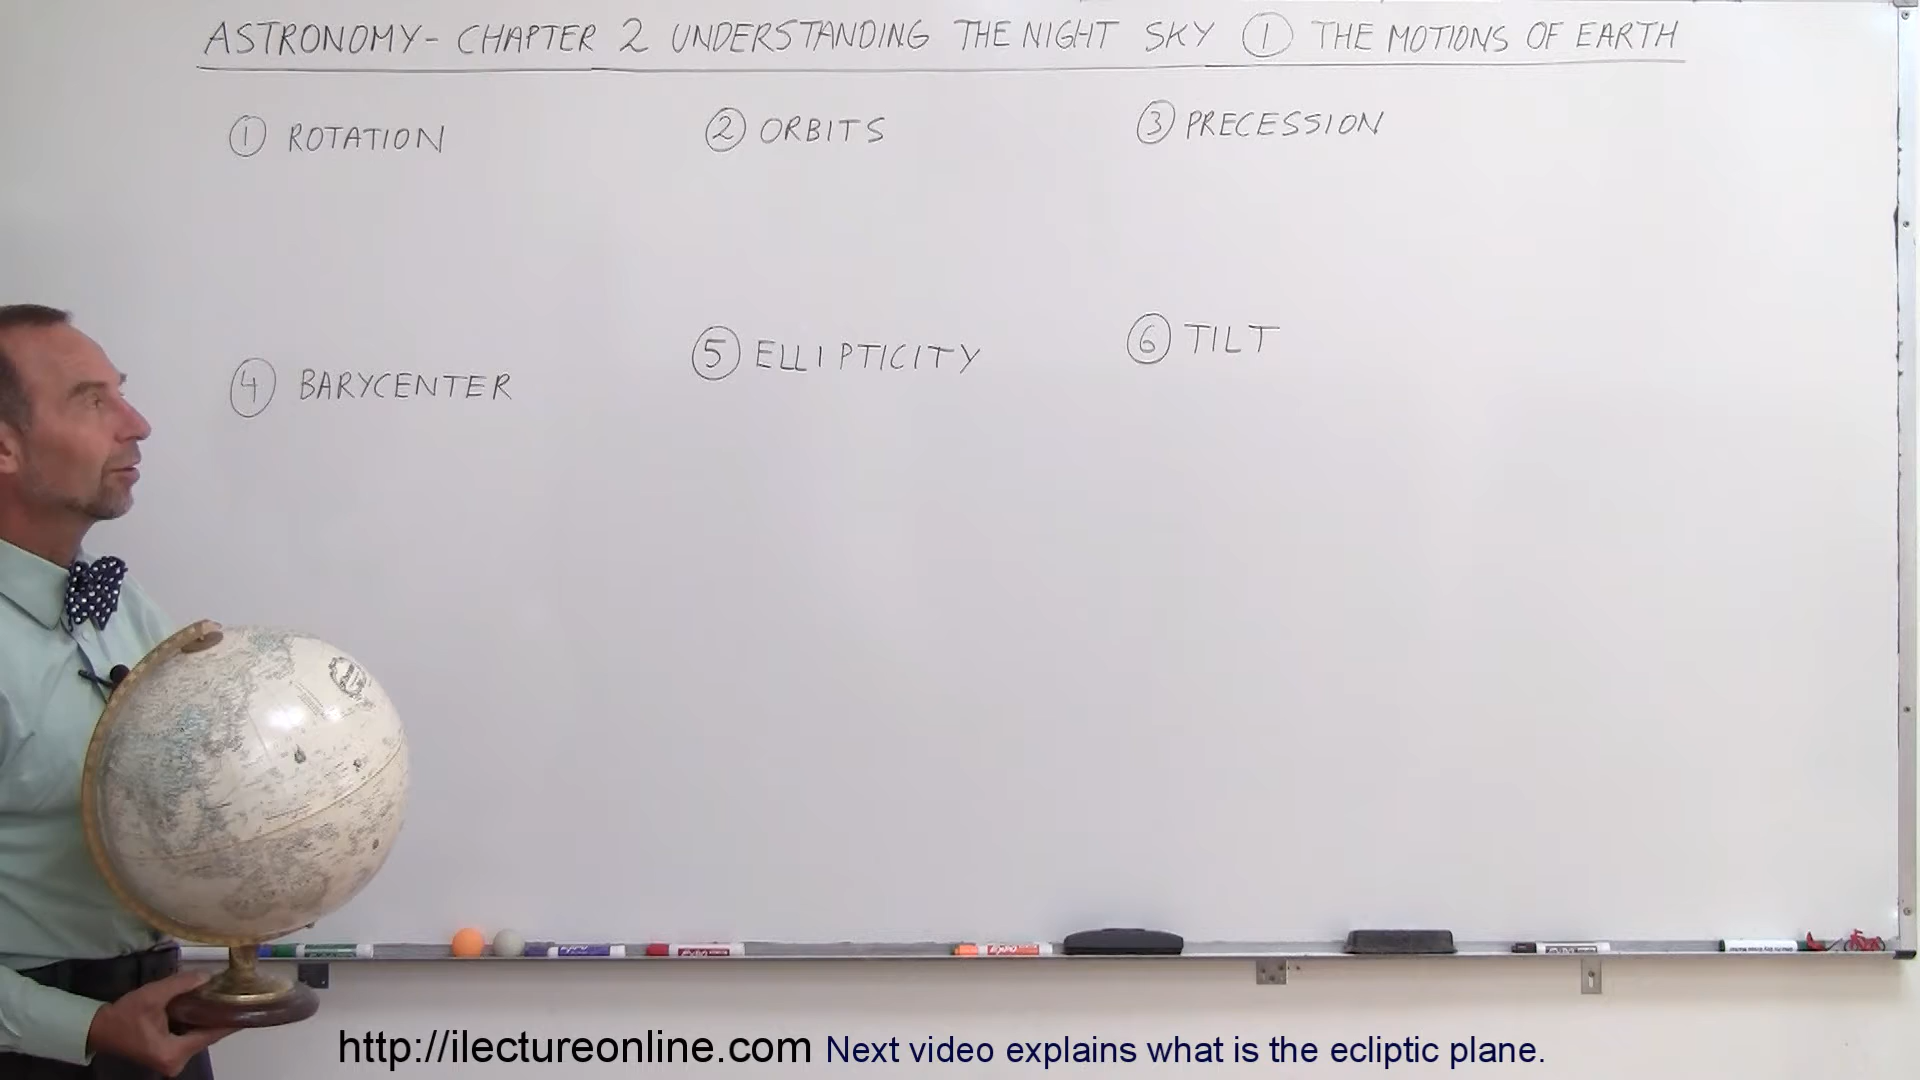 ASTRONOMY- CHAPTER 2 UNDERSTANDING THE NIGHT SKY ① THE MOTIONS OF EARTH
① ROTATION
② ORBITS
③ PRECESSION
④ BARYCENTER
⑤ ELLIPTICITY
⑥ TILT
http://ilectureonline.com Next video explains what is the ecliptic plane.